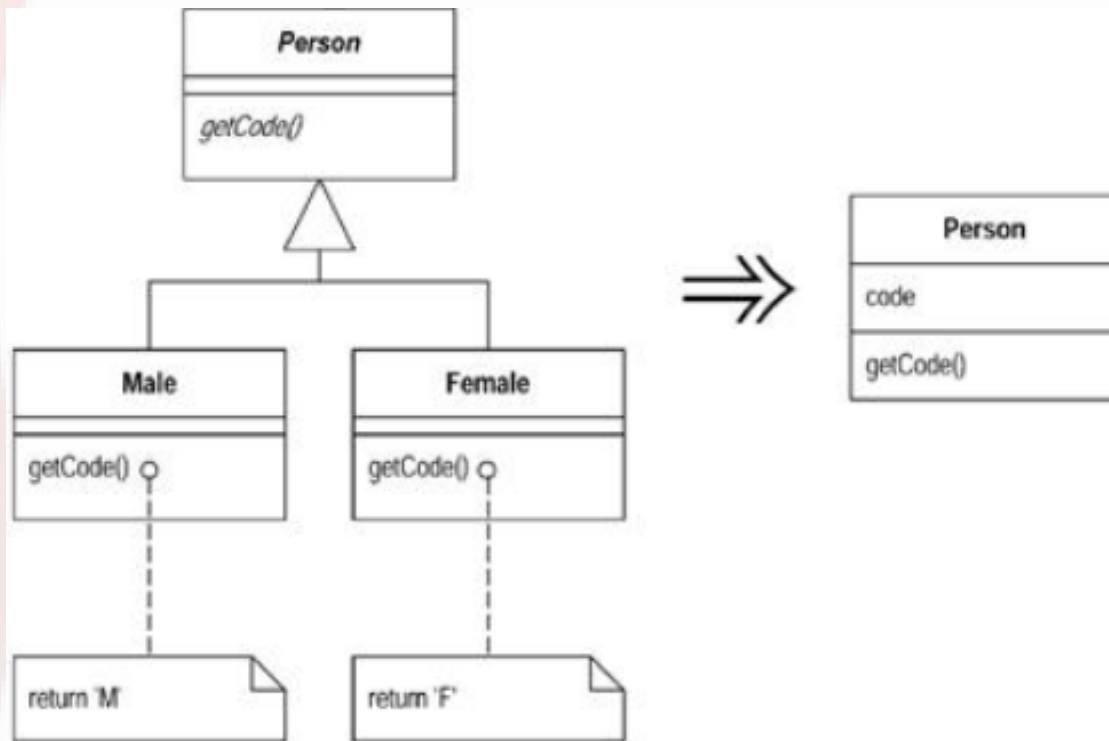 Person
getCode()
Person
code
getCode()
Male
Female
getCode()
getCode()
return 'M'
return 'F'